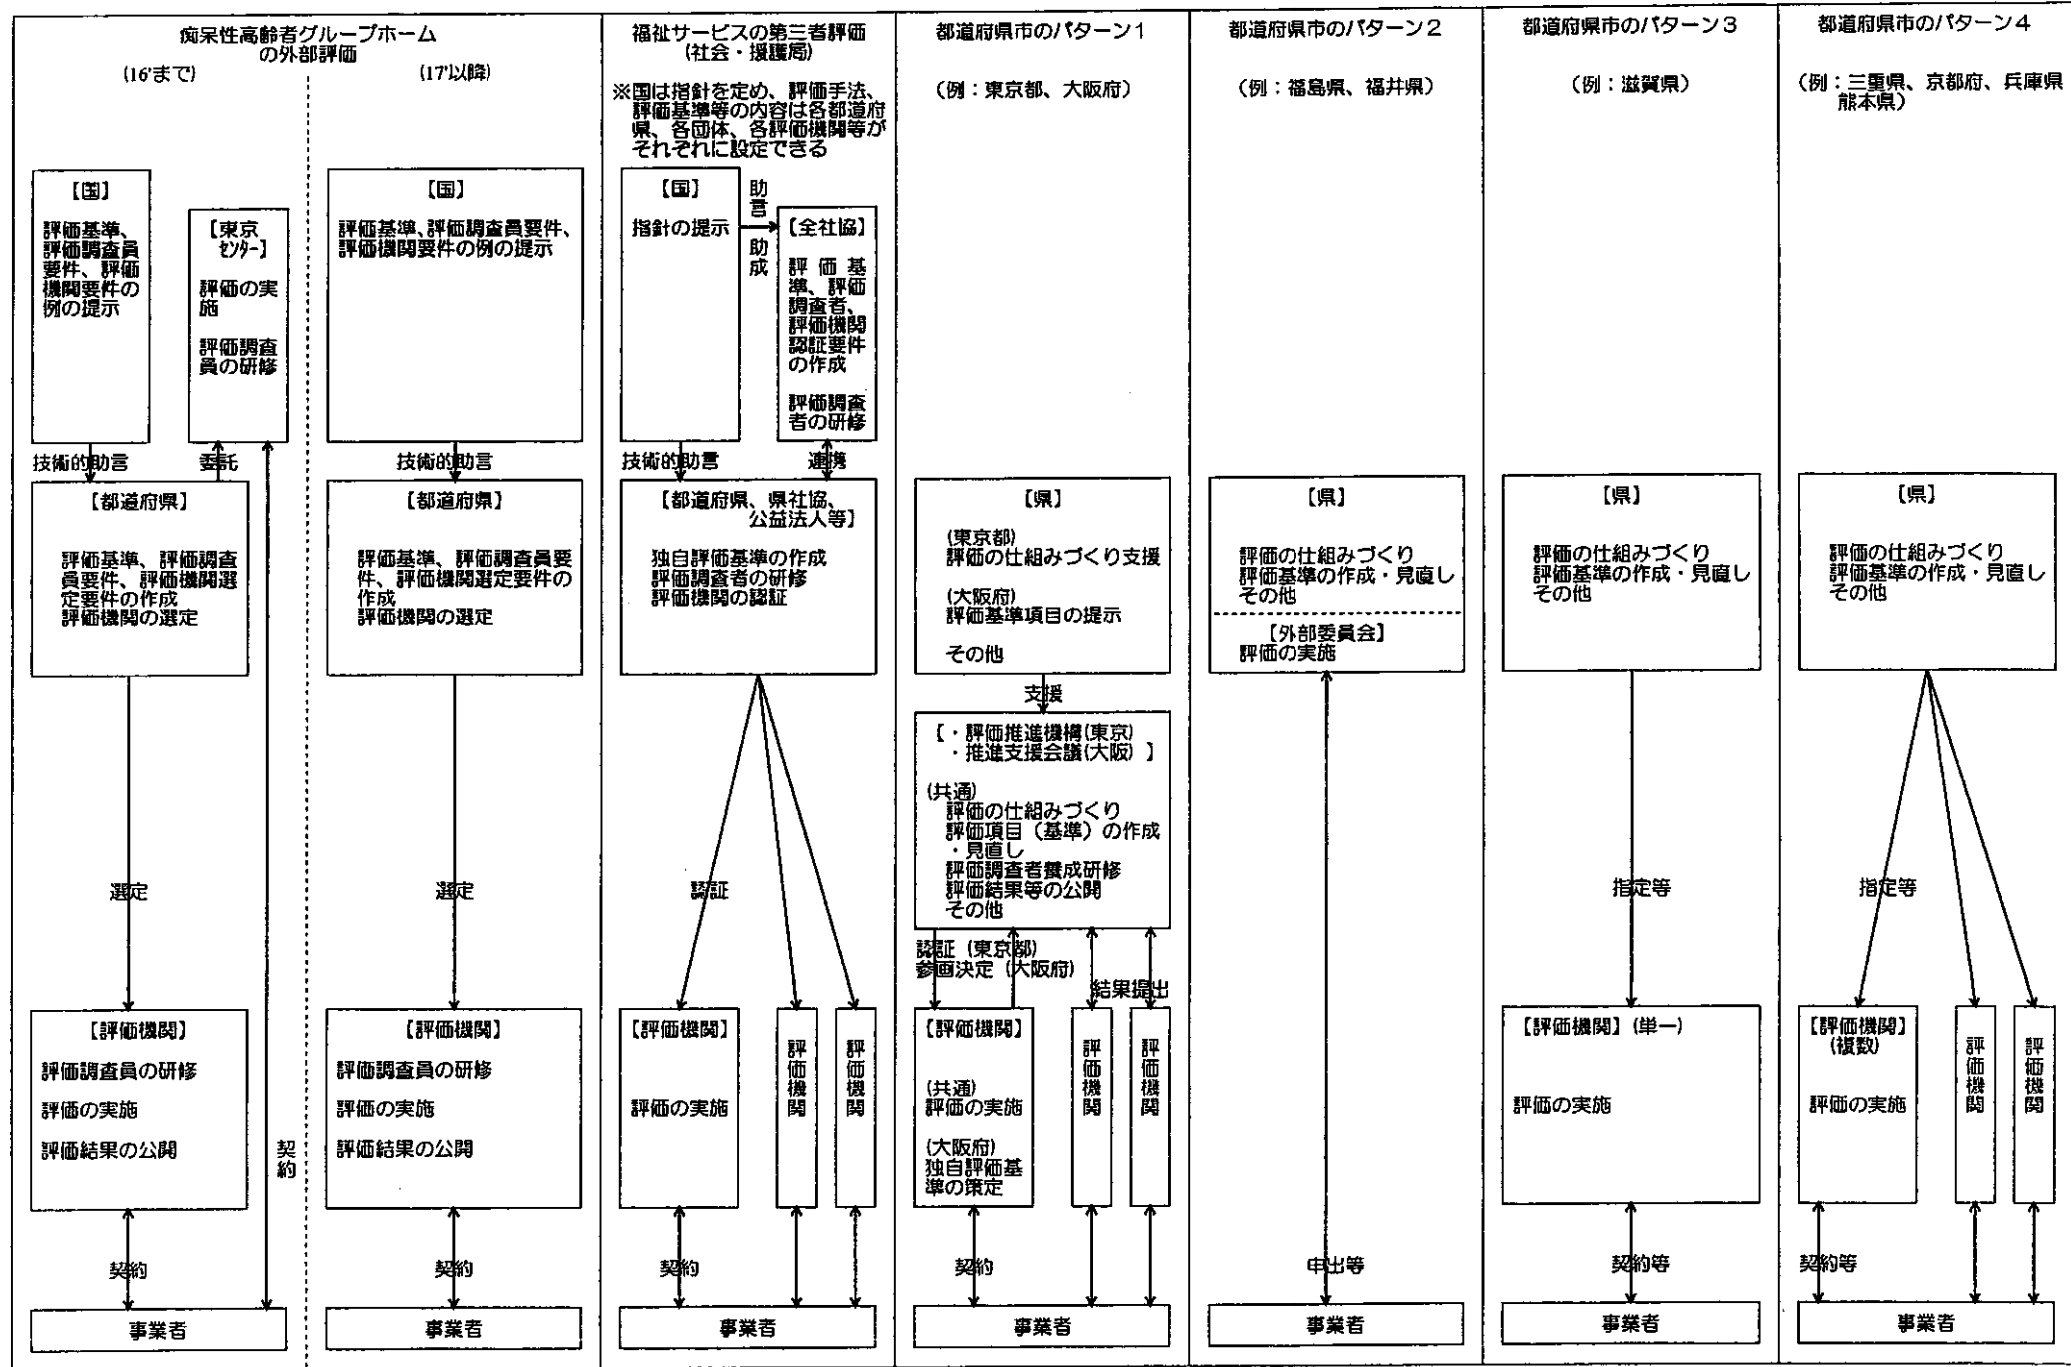 痴呆性高齢者グループホーム
の外部評価
(16'まで)
(17'以降)
【国】
評価基準、
評価調査員
要件、評価
機関要件の
例の提示
【東京
ｾﾝﾀｰ】
評価の実
施
評価調査
員の研修
技術的助言
委託
【都道府県】
評価基準、評価調査
員要件、評価機関選
定要件の作成
評価機関の選定
選定
【評価機関】
評価調査員の研修
評価の実施
評価結果の公開
契約
契約
事業者
【国】
評価基準、評価調査員要件、
評価機関要件の例の提示
技術的助言
【都道府県】
評価基準、評価調査員要
件、評価機関選定要件の
作成
評価機関の選定
選定
【評価機関】
評価調査員の研修
評価の実施
評価結果の公開
契約
事業者
福祉サービスの第三者評価
(社会・援護局)
※国は指針を定め、評価手法、
評価基準等の内容は各都道府
県、各団体、各評価機関等が
それぞれに設定できる
【国】
指針の提示
助言
助成
【全社協】
評価基
準、評価
調査者、
評価機関
認証要件
の作成
評価調査
者の研修
技術的助言
連携
【都道府県、県社協、
公益法人等】
独自評価基準の作成
評価調査者の研修
評価機関の認証
認証
【評価機関】
評価の実施
評価機関
評価機関
契約
事業者
都道府県市のパターン1
(例：東京都、大阪府)
【県】
(東京都)
評価の仕組みづくり支援
(大阪府)
評価基準項目の提示
その他
支援
【・評価推進機構(東京)
・推進支援会議(大阪) 】
(共通)
評価の仕組みづくり
評価項目（基準）の作成
・見直し
評価調査者養成研修
評価結果等の公開
その他
認証 (東京都)
参画決定 (大阪府)
結果提出
【評価機関】
(共通)
評価の実施
(大阪府)
独自評価基
準の策定
評価機関
評価機関
契約
事業者
都道府県市のパターン2
(例：福島県、福井県)
【県】
評価の仕組みづくり
評価基準の作成・見直し
その他
【外部委員会】
評価の実施
申出等
事業者
都道府県市のパターン3
(例：滋賀県)
【県】
評価の仕組みづくり
評価基準の作成・見直し
その他
指定等
【評価機関】(単一)
評価の実施
契約等
事業者
都道府県市のパターン4
(例：三重県、京都府、兵庫県
熊本県)
【県】
評価の仕組みづくり
評価基準の作成・見直し
その他
指定等
【評価機関】
(複数)
評価の実施
評価機関
評価機関
契約等
事業者